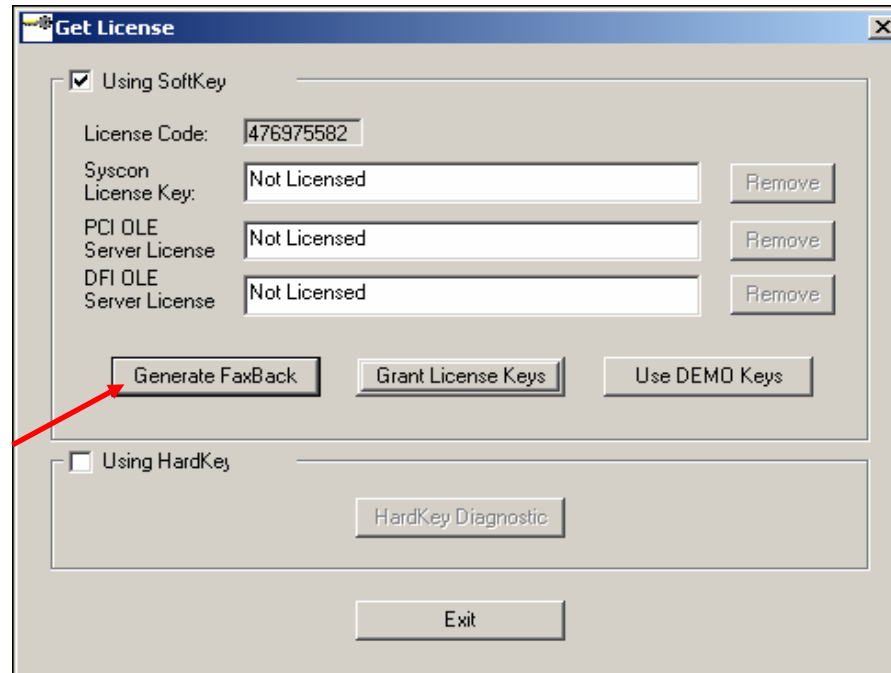 Get License
Using SoftKey
License Code: 476975582
Syscon
License Key: Not Licensed Remove
PCI OLE
Server License Not Licensed Remove
DFI OLE
Server License Not Licensed Remove
Generate FaxBack Grant License Keys Use DEMO Keys
Using HardKey
HardKey Diagnostic
Exit